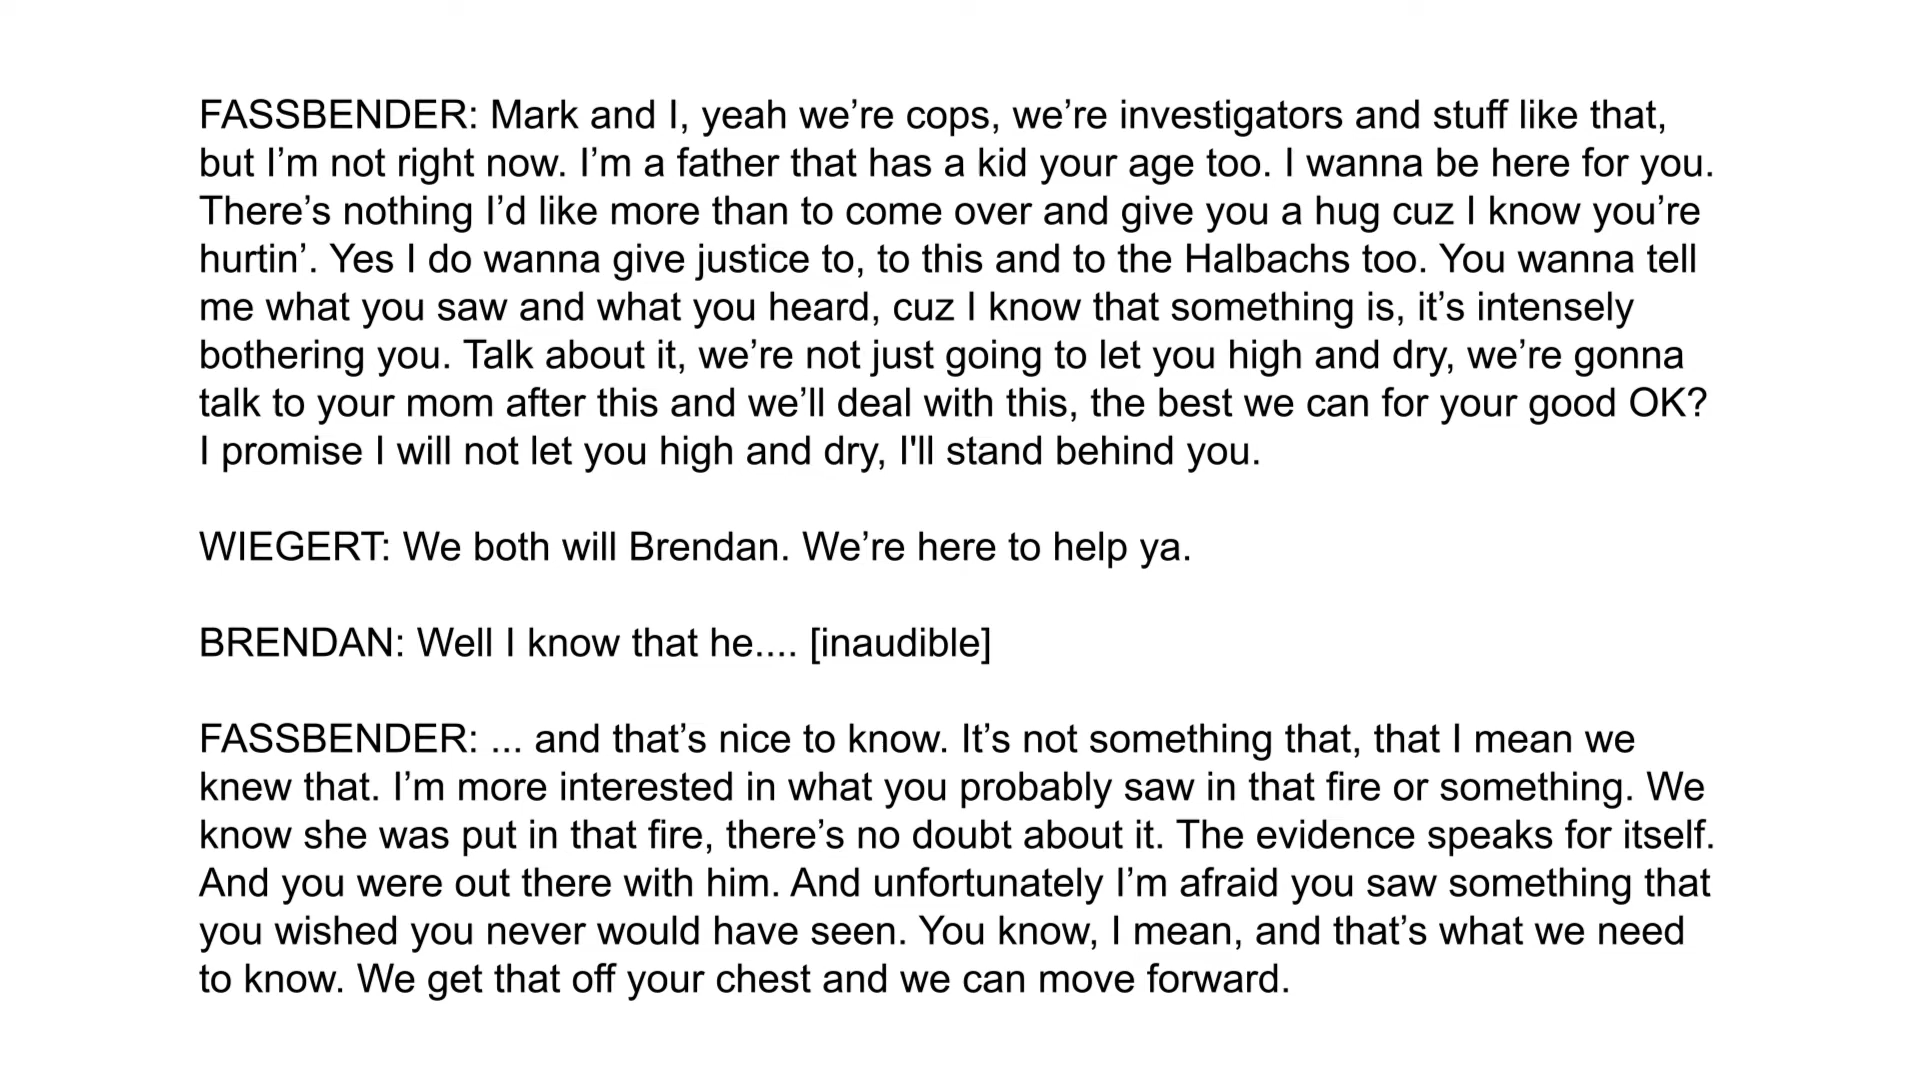 FASSBENDER: Mark and I, yeah we’re cops, we’re investigators and stuff like that,
but I’m not right now. I’m a father that has a kid your age too. I wanna be here for you.
There’s nothing I’d like more than to come over and give you a hug cuz I know you’re
hurtin’. Yes I do wanna give justice to, to this and to the Halbachs too. You wanna tell
me what you saw and what you heard, cuz I know that something is, it’s intensely
bothering you. Talk about it, we’re not just going to let you high and dry, we’re gonna
talk to your mom after this and we’ll deal with this, the best we can for your good OK?
I promise I will not let you high and dry, I'll stand behind you.
WIEGERT: We both will Brendan. We’re here to help ya.
BRENDAN: Well I know that he.... [inaudible]
FASSBENDER: ... and that’s nice to know. It’s not something that, that I mean we
knew that. I’m more interested in what you probably saw in that fire or something. We
know she was put in that fire, there’s no doubt about it. The evidence speaks for itself.
And you were out there with him. And unfortunately I’m afraid you saw something that
you wished you never would have seen. You know, I mean, and that’s what we need
to know. We get that off your chest and we can move forward.